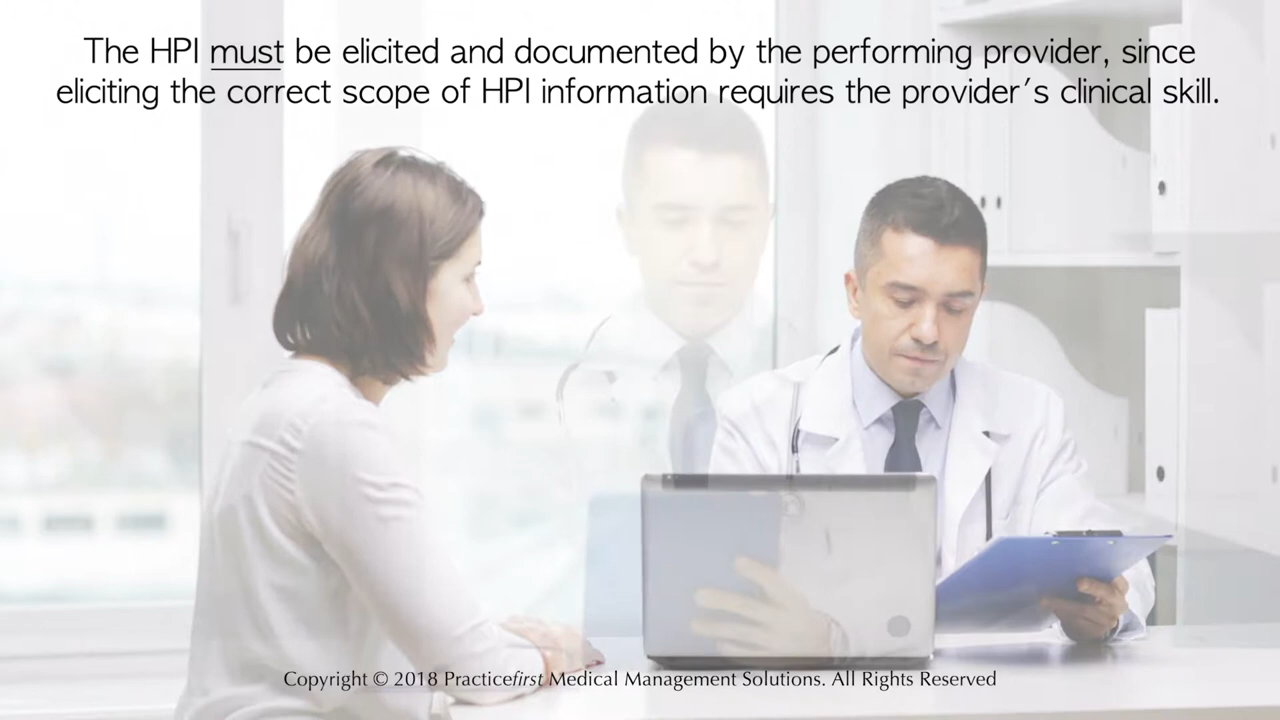 The HPI must be elicited and documented by the performing provider, since
eliciting the correct scope of HPI information requires the provider’s clinical skill.
Copyright © 2018 Practicefirst Medical Management Solutions. All Rights Reserved